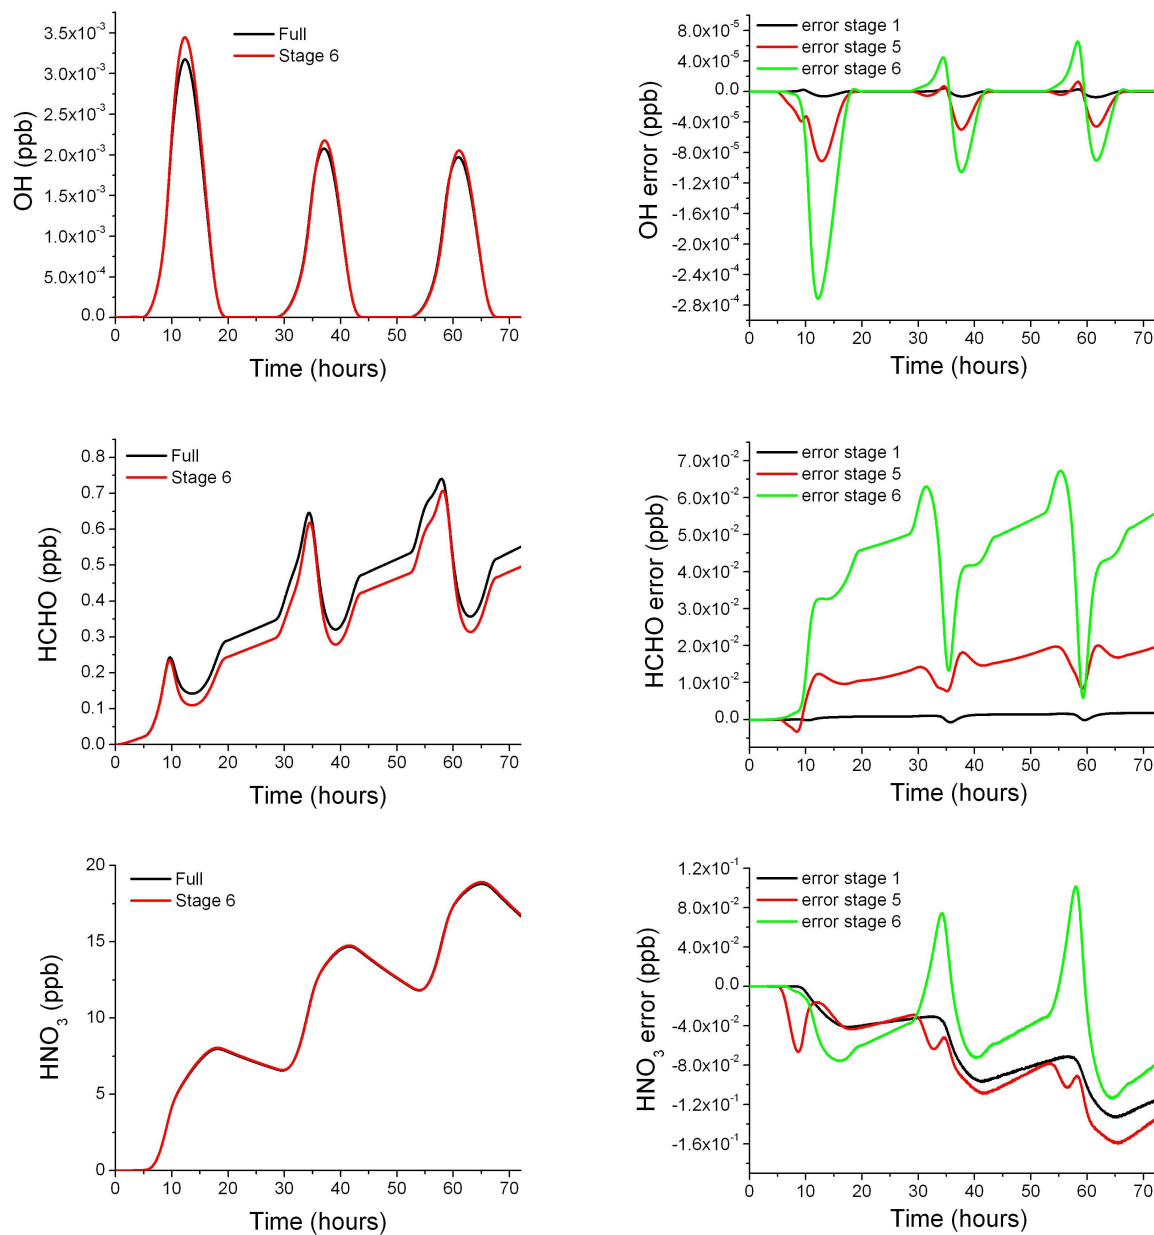 OH (ppb)
3.5x10⁻³
3.0x10⁻³
2.0x10⁻³
1.5x10⁻³
1.0x10⁻³
5.0x10⁻⁴
0.0
Full
Stage 6
0 10 20 30 40 50 60 70
Time (hours)
OH error (ppb)
8.0x10⁻⁵
4.0x10⁻⁵
0.0
-4.0x10⁻⁵
-8.0x10⁻⁵
-1.2x10⁻⁴
-1.6x10⁻⁴
-2.0x10⁻⁴
-2.4x10⁻⁴
-2.8x10⁻⁴
error stage 1
error stage 5
error stage 6
0 10 20 30 40 50 60 70
Time (hours)
HCHO (ppb)
0.8
0.7
0.6
0.5
0.4
0.3
0.2
0.1
0.0
Full
Stage 6
0 10 20 30 40 50 60 70
Time (hours)
HCHO error (ppb)
7.0x10⁻²
6.0x10⁻²
5.0x10⁻²
4.0x10⁻²
3.0x10⁻²
2.0x10⁻²
1.0x10⁻²
0.0
error stage 1
error stage 5
error stage 6
0 10 20 30 40 50 60 70
Time (hours)
HNO₃ (ppb)
20
15
10
5
0
Full
Stage 6
0 10 20 30 40 50 60 70
Time (hours)
HNO₃ error (ppb)
1.2x10⁻¹
8.0x10⁻²
4.0x10⁻²
0.0
-4.0x10⁻²
-8.0x10⁻²
-1.2x10⁻¹
-1.6x10⁻¹
error stage 1
error stage 5
error stage 6
0 10 20 30 40 50 60 70
Time (hours)